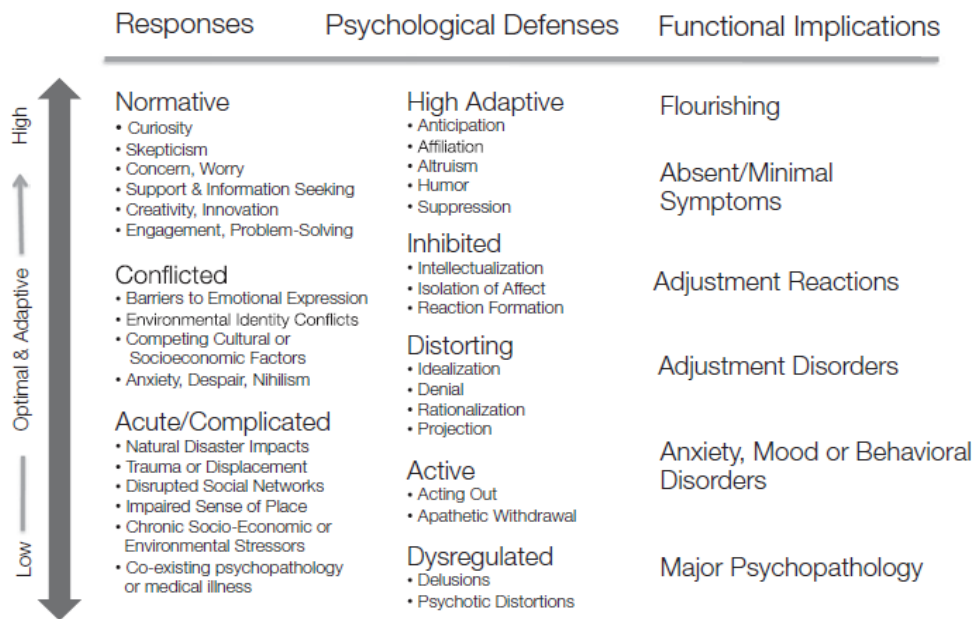 Responses
Psychological Defenses
Functional Implications
High
Optimal & Adaptive
Low
Normative
• Curiosity
• Skepticism
• Concern, Worry
• Support & Information Seeking
• Creativity, Innovation
• Engagement, Problem-Solving
Conflicted
• Barriers to Emotional Expression
• Environmental Identity Conflicts
• Competing Cultural or
Socioeconomic Factors
• Anxiety, Despair, Nihilism
Acute/Complicated
• Natural Disaster Impacts
• Trauma or Displacement
• Disrupted Social Networks
• Impaired Sense of Place
• Chronic Socio-Economic or
Environmental Stressors
• Co-existing psychopathology
or medical illness
High Adaptive
• Anticipation
• Affiliation
• Altruism
• Humor
• Suppression
Inhibited
• Intellectualization
• Isolation of Affect
• Reaction Formation
Distorting
• Idealization
• Denial
• Rationalization
• Projection
Active
• Acting Out
• Apathetic Withdrawal
Dysregulated
• Delusions
• Psychotic Distortions
Flourishing
Absent/Minimal
Symptoms
Adjustment Reactions
Adjustment Disorders
Anxiety, Mood or Behavioral
Disorders
Major Psychopathology